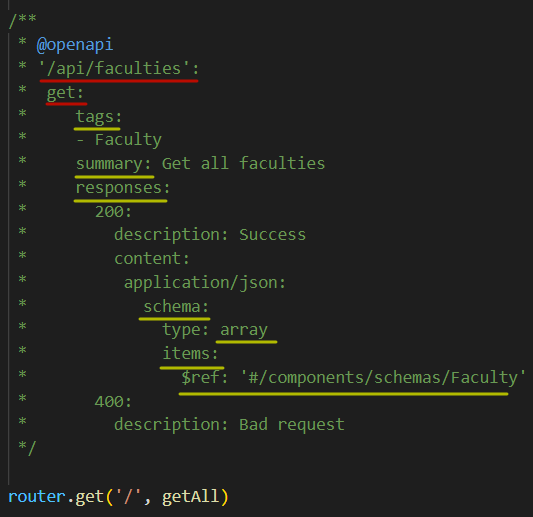 /**
 * @openapi
 * '/api/faculties':
 *  get:
 *     tags:
 *     - Faculty
 *     summary: Get all faculties
 *     responses:
 *       200:
 *         description: Success
 *         content:
 *          application/json:
 *            schema:
 *              type: array
 *              items:
 *                $ref: '#/components/schemas/Faculty'
 *       400:
 *         description: Bad request
 */
router.get('/', getAll)